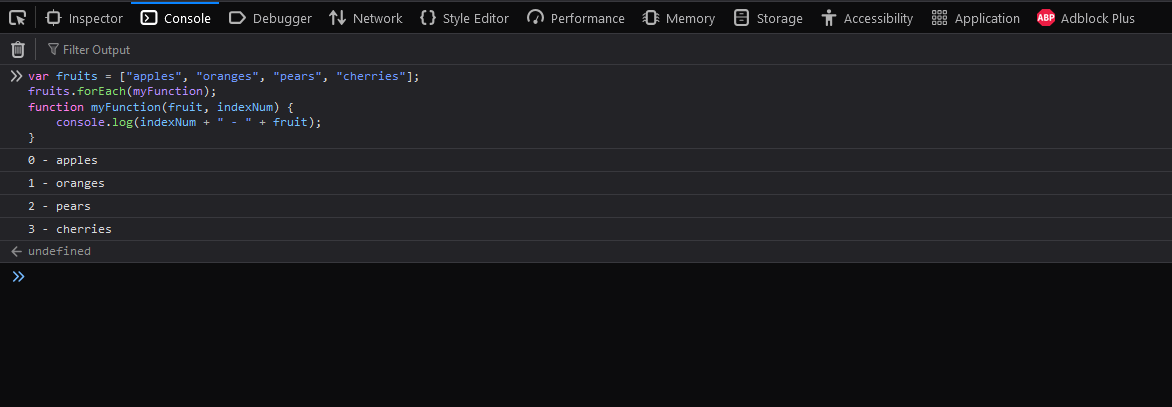 Inspector Console Debugger Network Style Editor Performance Memory Storage Accessibility Application ABP Adblock Plus
Filter Output
var fruits = ["apples", "oranges", "pears", "cherries"];
fruits.forEach(myFunction);
function myFunction(fruit, indexNum) {
    console.log(indexNum + " - " + fruit);
}
0 - apples
1 - oranges
2 - pears
3 - cherries
undefined